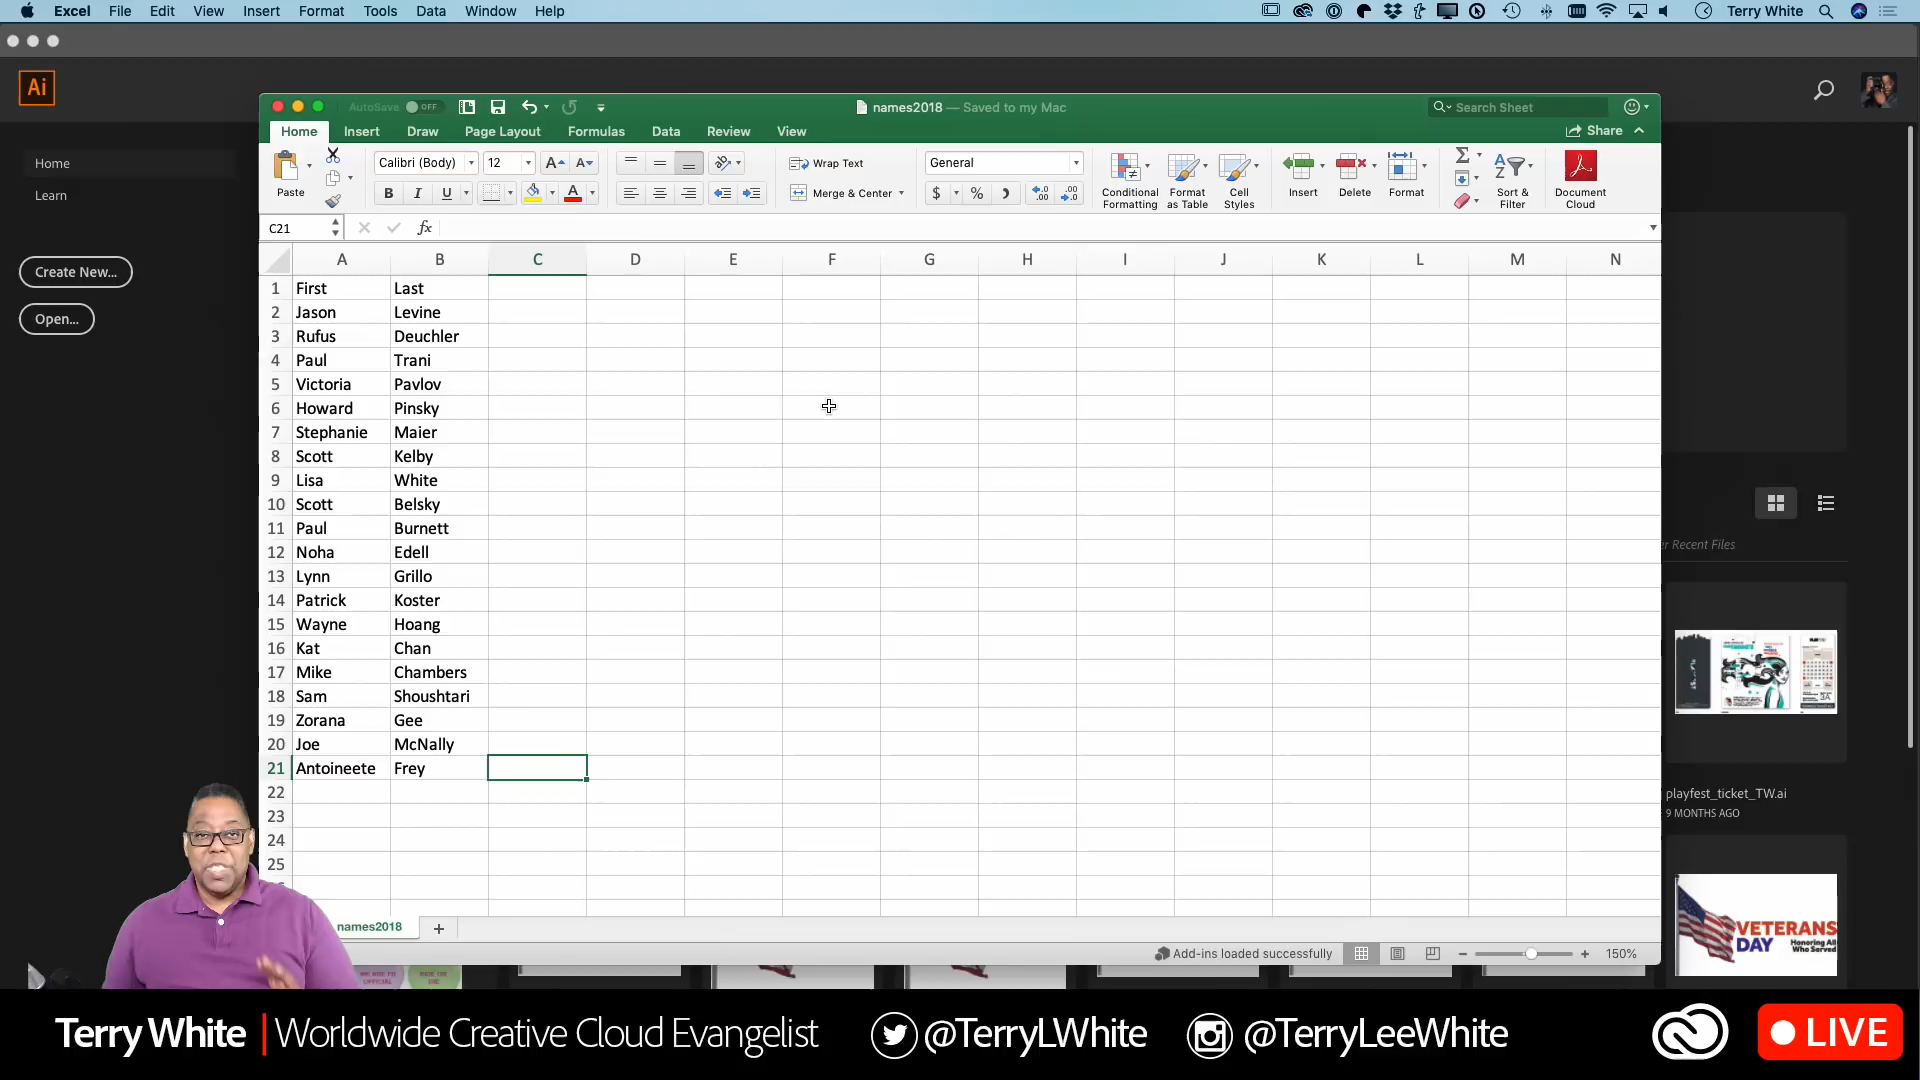 Excel File Edit View Insert Format Tools Data Window Help Terry White
Ai
Home
Learn
Create New...
Open...
AutoSave OFF
names2018 — Saved to my Mac
Search Sheet
Home Insert Draw Page Layout Formulas Data Review View
Share
Paste
Calibri (Body) 12
B I U
Wrap Text
Merge & Center
General
$ %
Conditional Formatting
Format as Table
Cell Styles
Insert
Delete
Format
Sort & Filter
Document Cloud
C21 fx
A B C D E F G H I J K L M N
1 First Last
2 Jason Levine
3 Rufus Deuchler
4 Paul Trani
5 Victoria Pavlov
6 Howard Pinsky
7 Stephanie Maier
8 Scott Kelby
9 Lisa White
10 Scott Belsky
11 Paul Burnett
12 Noha Edell
13 Lynn Grillo
14 Patrick Koster
15 Wayne Hoang
16 Kat Chan
17 Mike Chambers
18 Sam Shoushtari
19 Zorana Gee
20 Joe McNally
21 Antoineete Frey
22
23
24
25
names2018
Add-ins loaded successfully
150%
Recent Files
playfest_ticket_TW.ai
9 MONTHS AGO
VETERANS
DAY Honoring All
Who Served
Terry White | Worldwide Creative Cloud Evangelist @TerryLWhite @TerryLeeWhite LIVE